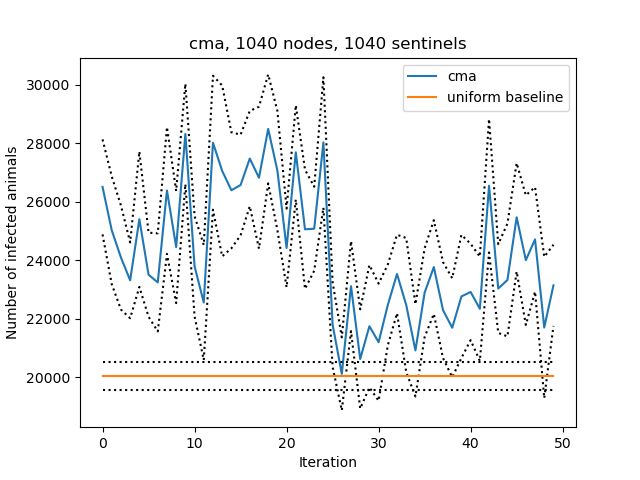 cma, 1040 nodes, 1040 sentinels
cma
uniform baseline
Number of infected animals
30000
28000
26000
24000
22000
20000
0 10 20 30 40 50
Iteration